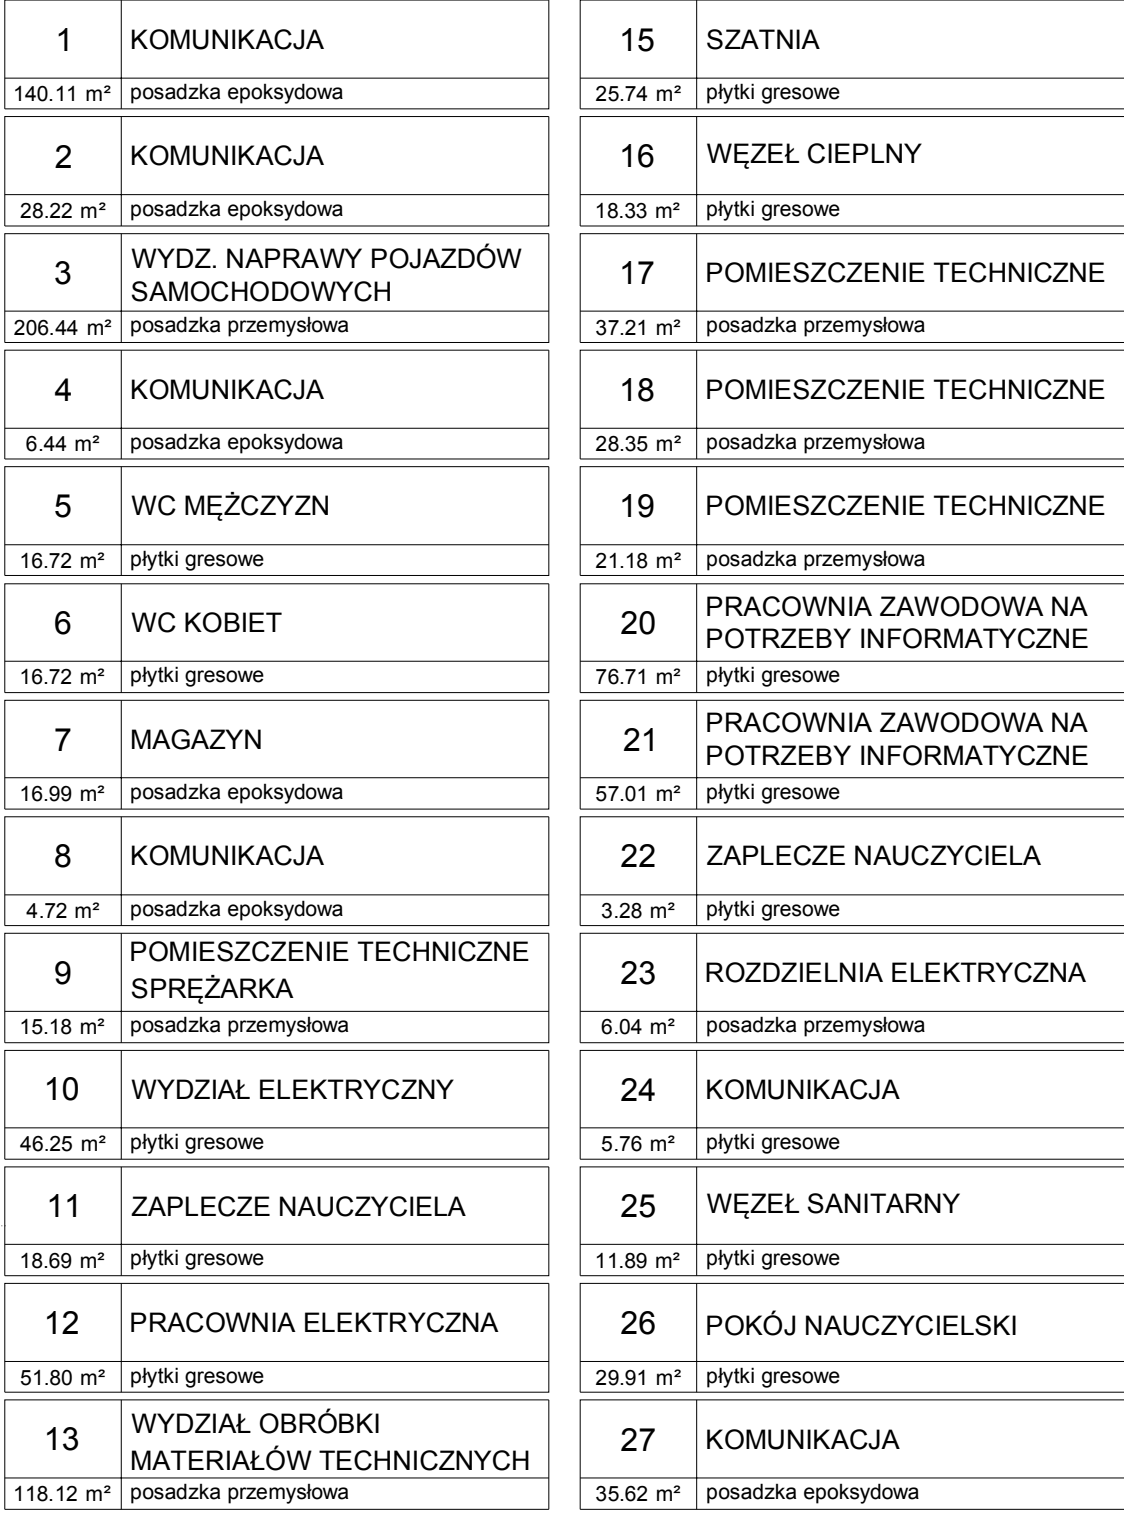 1
KOMUNIKACJA
140.11 m²
posadzka epoksydowa
2
KOMUNIKACJA
28.22 m²
posadzka epoksydowa
3
WYDZ. NAPRAWY POJAZDÓW
SAMOCHODOWYCH
206.44 m²
posadzka przemysłowa
4
KOMUNIKACJA
6.44 m²
posadzka epoksydowa
5
WC MĘŻCZYZN
16.72 m²
płytki gresowe
6
WC KOBIET
16.72 m²
płytki gresowe
7
MAGAZYN
16.99 m²
posadzka epoksydowa
8
KOMUNIKACJA
4.72 m²
posadzka epoksydowa
9
POMIESZCZENIE TECHNICZNE
SPRĘŻARKA
15.18 m²
posadzka przemysłowa
10
WYDZIAŁ ELEKTRYCZNY
46.25 m²
płytki gresowe
11
ZAPLECZE NAUCZYCIELA
18.69 m²
płytki gresowe
12
PRACOWNIA ELEKTRYCZNA
51.80 m²
płytki gresowe
13
WYDZIAŁ OBRÓBKI
MATERIAŁÓW TECHNICZNYCH
118.12 m²
posadzka przemysłowa
15
SZATNIA
25.74 m²
płytki gresowe
16
WĘZEŁ CIEPLNY
18.33 m²
płytki gresowe
17
POMIESZCZENIE TECHNICZNE
37.21 m²
posadzka przemysłowa
18
POMIESZCZENIE TECHNICZNE
28.35 m²
posadzka przemysłowa
19
POMIESZCZENIE TECHNICZNE
21.18 m²
posadzka przemysłowa
20
PRACOWNIA ZAWODOWA NA
POTRZEBY INFORMATYCZNE
76.71 m²
płytki gresowe
21
PRACOWNIA ZAWODOWA NA
POTRZEBY INFORMATYCZNE
57.01 m²
płytki gresowe
22
ZAPLECZE NAUCZYCIELA
3.28 m²
płytki gresowe
23
ROZDZIELNIA ELEKTRYCZNA
6.04 m²
posadzka przemysłowa
24
KOMUNIKACJA
5.76 m²
płytki gresowe
25
WĘZEŁ SANITARNY
11.89 m²
płytki gresowe
26
POKÓJ NAUCZYCIELSKI
29.91 m²
płytki gresowe
27
KOMUNIKACJA
35.62 m²
posadzka epoksydowa